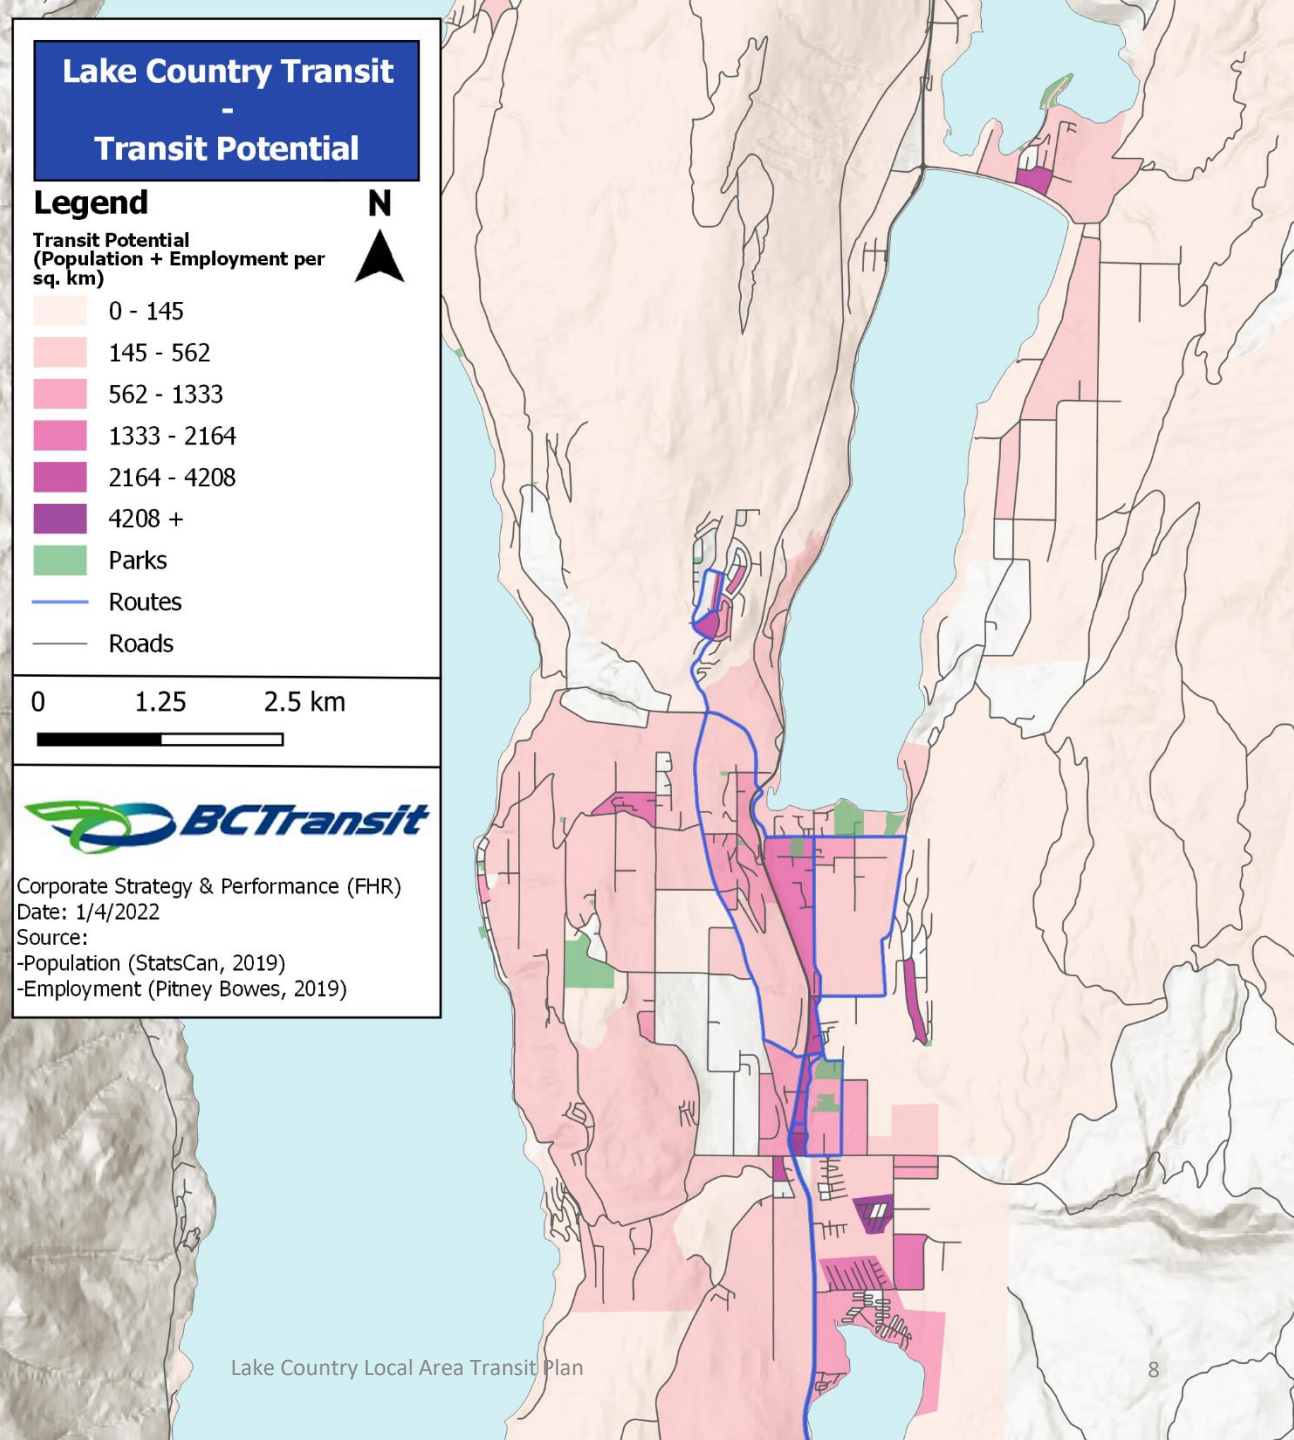 Lake Country Transit
-
Transit Potential
Legend
N
Transit Potential
(Population + Employment per
sq. km)
0 - 145
145 - 562
562 - 1333
1333 - 2164
2164 - 4208
4208 +
Parks
Routes
Roads
0 1.25 2.5 km
BCTransit
Corporate Strategy & Performance (FHR)
Date: 1/4/2022
Source:
-Population (StatsCan, 2019)
-Employment (Pitney Bowes, 2019)
Lake Country Local Area Transit Plan 8